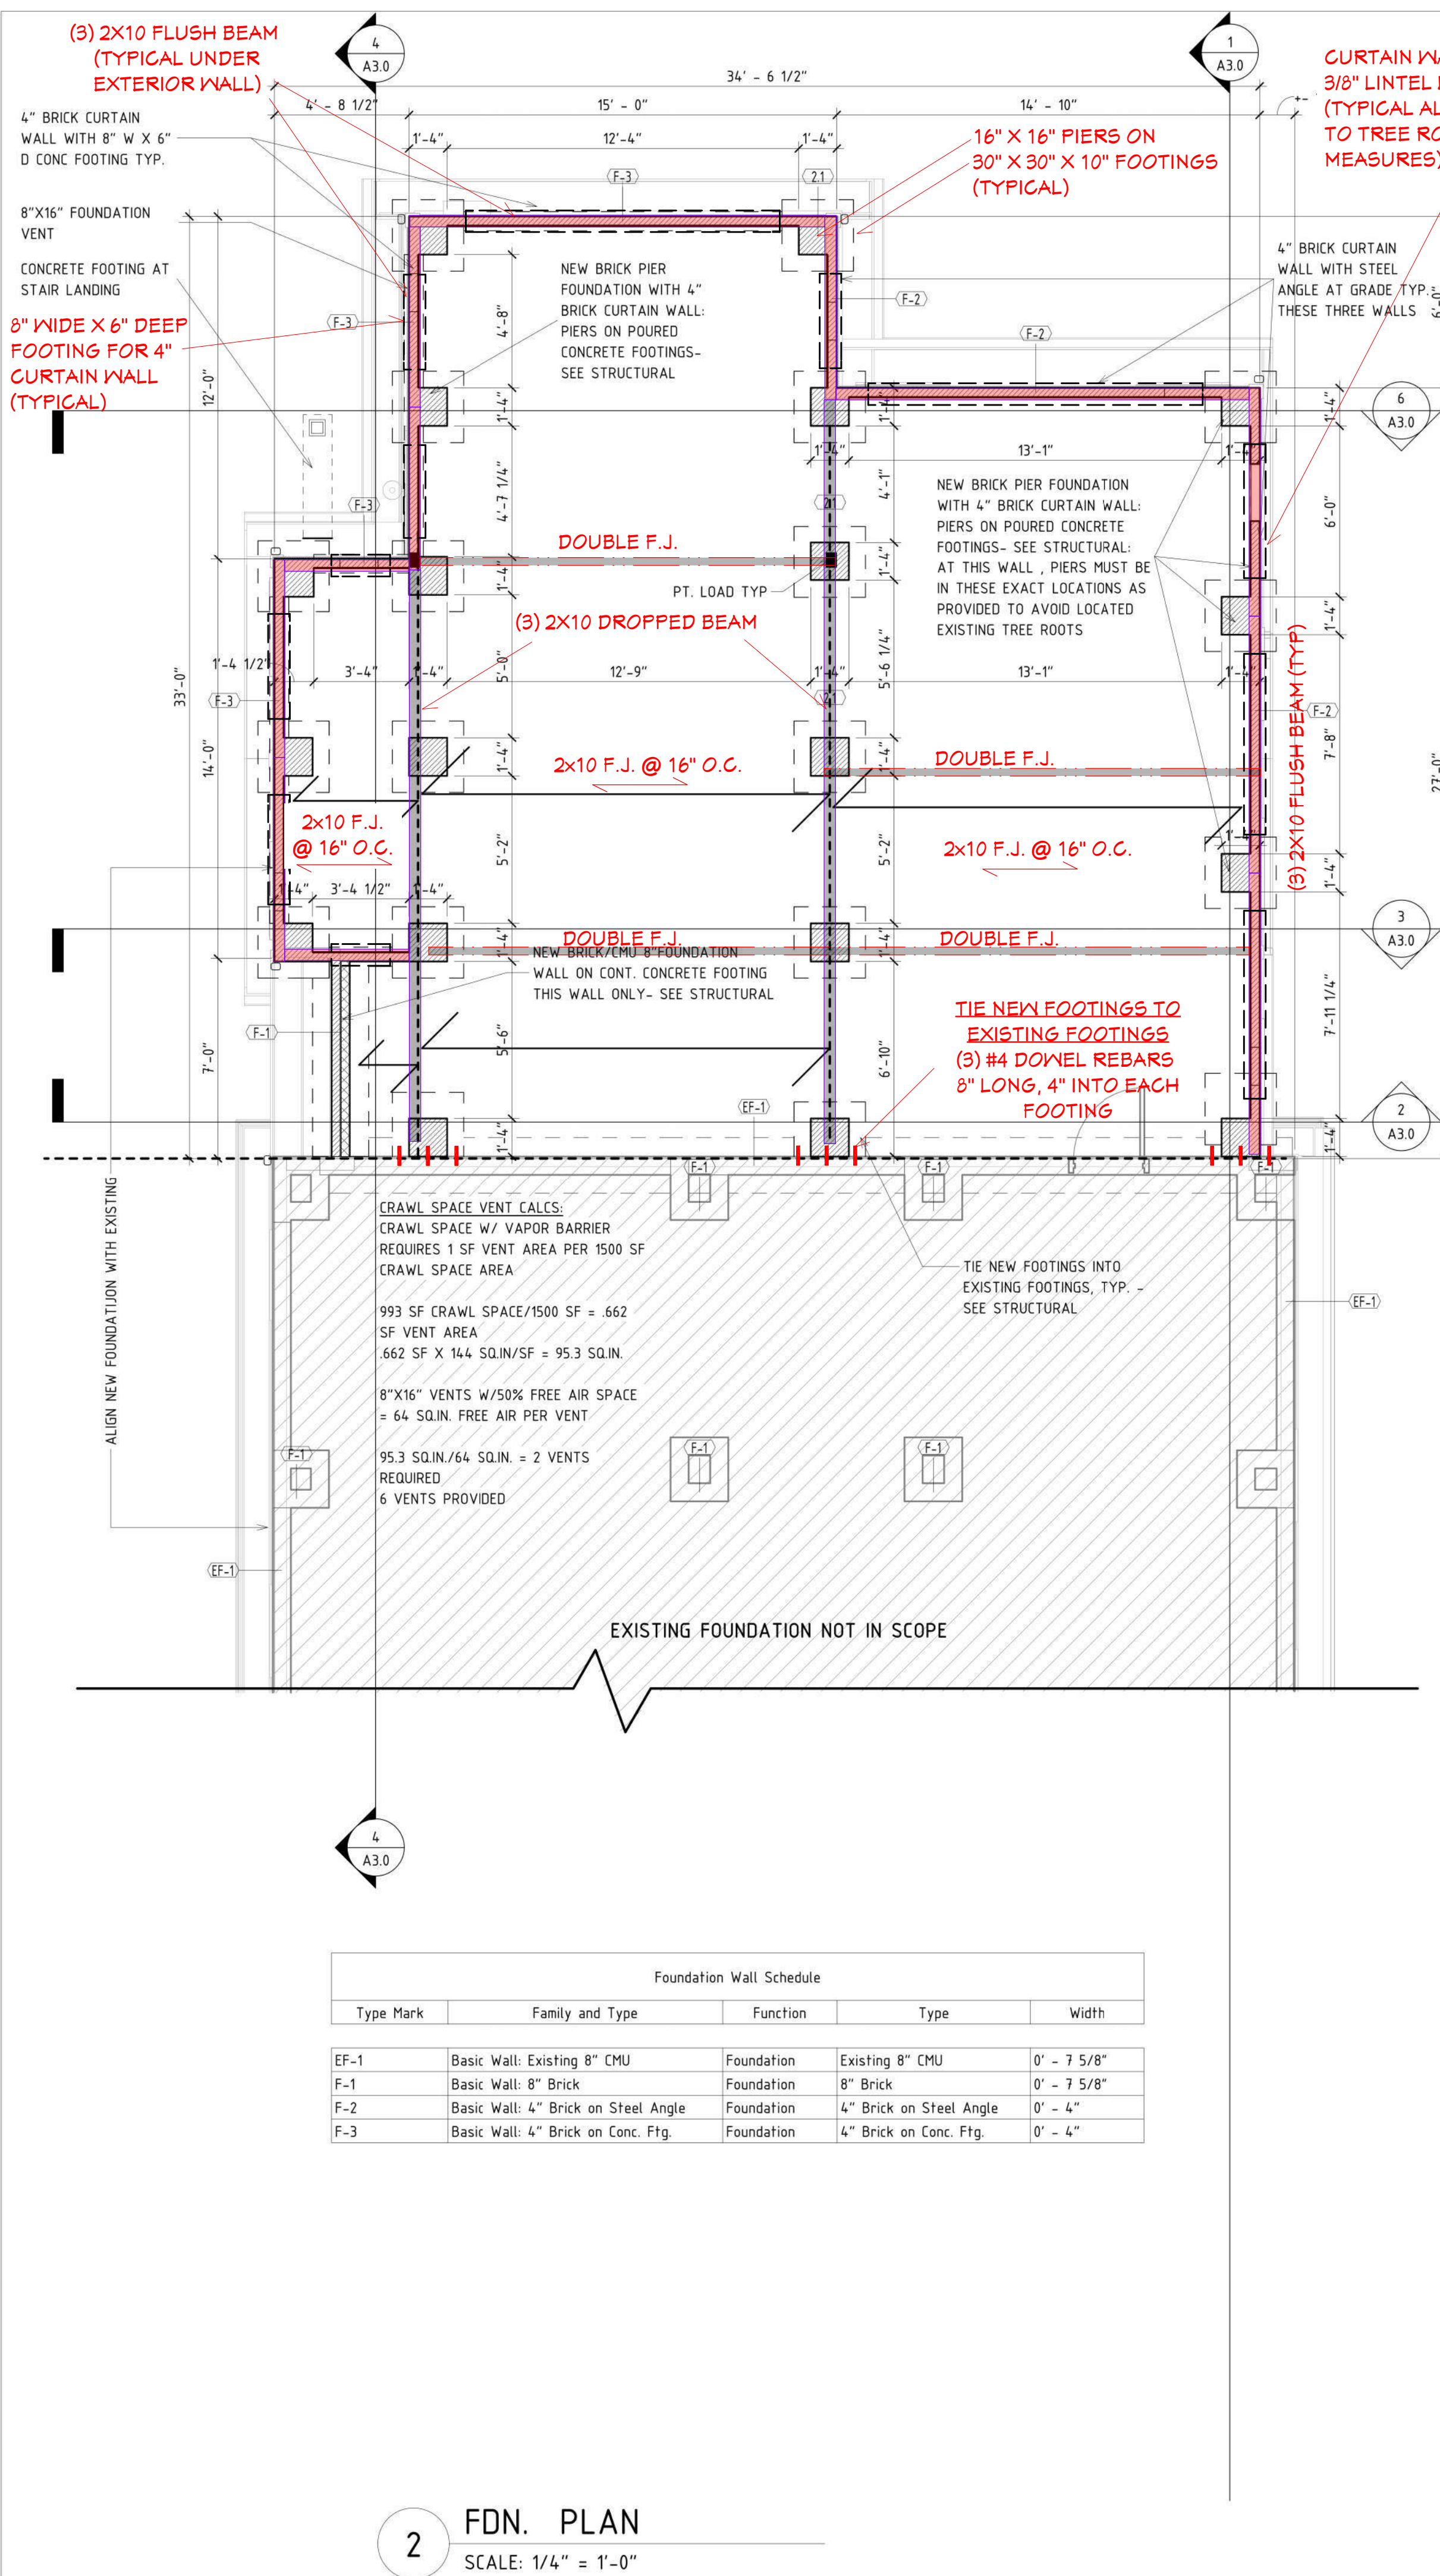 (3) 2X10 FLUSH BEAM
(TYPICAL UNDER
EXTERIOR WALL)
4
A3.0
1
A3.0
34' - 6 1/2"
4' - 8 1/2"
15' - 0"
14' - 10"
+-
1'-4"
12'-4"
1'-4"
4" BRICK CURTAIN
WALL WITH 8" W X 6"
D CONC FOOTING TYP.
8"X16" FOUNDATION
VENT
CONCRETE FOOTING AT
STAIR LANDING
8" WIDE X 6" DEEP
FOOTING FOR 4"
CURTAIN WALL
(TYPICAL)
16" X 16" PIERS ON
30" X 30" X 10" FOOTINGS
(TYPICAL)
3/8" LINTEL
(TYPICAL
TO TREE
MEASURES)
4" BRICK CURTAIN
WALL WITH STEEL
ANGLE AT GRADE TYP.
THESE THREE WALLS
6'-0"
F-3
2.1
NEW BRICK PIER
FOUNDATION WITH 4"
BRICK CURTAIN WALL:
PIERS ON POURED
CONCRETE FOOTINGS-
SEE STRUCTURAL
F-3
F-2
F-2
4'-8"
12'-0"
1'-4"
1'-4"
1'-4"
6
A3.0
1'-4"
13'-1"
4'-1"
6'-0"
4'-7 1/4"
F-3
2.1
NEW BRICK PIER FOUNDATION
WITH 4" BRICK CURTAIN WALL:
PIERS ON POURED CONCRETE
FOOTINGS- SEE STRUCTURAL:
AT THIS WALL , PIERS MUST BE
IN THESE EXACT LOCATIONS AS
PROVIDED TO AVOID LOCATED
EXISTING TREE ROOTS
DOUBLE F.J.
1'-4"
1'-4"
PT. LOAD TYP
(3) 2X10 DROPPED BEAM
1'-4"
33'-0"
1'-4 1/2"
3'-4"
1'-4"
5'-0"
12'-9"
1'-4"
5'-6 1/4"
13'-1"
1'-4"
F-3
2.1
F-2
(3) 2X10 FLUSH BEAM (TYP)
7'-8"
27'-0"
14'-0"
1'-4"
1'-4"
2x10 F.J. @ 16" O.C.
DOUBLE F.J.
2x10 F.J.
@ 16" O.C.
5'-2"
5'-2"
2x10 F.J. @ 16" O.C.
1'-4"
1'-4"
1'-4"
3'-4 1/2"
1'-4"
1'-4"
1'-4"
3
A3.0
DOUBLE F.J.
DOUBLE F.J.
NEW BRICK/CMU 8"FOUNDATION
WALL ON CONT. CONCRETE FOOTING
THIS WALL ONLY- SEE STRUCTURAL
F-1
7'-0"
5'-6"
6'-10"
7'-11 1/4"
TIE NEW FOOTINGS TO
EXISTING FOOTINGS
(3) #4 DOWEL REBARS
8" LONG, 4" INTO EACH
FOOTING
EF-1
1'-4"
1'-4"
2
A3.0
F-1
F-1
F-1
ALIGN NEW FOUNDATIJON WITH EXISTING
CRAWL SPACE VENT CALCS:
CRAWL SPACE W/ VAPOR BARRIER
REQUIRES 1 SF VENT AREA PER 1500 SF
CRAWL SPACE AREA
993 SF CRAWL SPACE/1500 SF = .662
SF VENT AREA
.662 SF X 144 SQ.IN/SF = 95.3 SQ.IN.
8"X16" VENTS W/50% FREE AIR SPACE
= 64 SQ.IN. FREE AIR PER VENT
95.3 SQ.IN./64 SQ.IN. = 2 VENTS
REQUIRED
6 VENTS PROVIDED
TIE NEW FOOTINGS INTO
EXISTING FOOTINGS, TYP. -
SEE STRUCTURAL
EF-1
F-1
F-1
F-1
EF-1
EXISTING FOUNDATION NOT IN SCOPE
4
A3.0
Foundation Wall Schedule
Type Mark Family and Type Function Type Width
EF-1 Basic Wall: Existing 8" CMU Foundation Existing 8" CMU 0' - 7 5/8"
F-1 Basic Wall: 8" Brick Foundation 8" Brick 0' - 7 5/8"
F-2 Basic Wall: 4" Brick on Steel Angle Foundation 4" Brick on Steel Angle 0' - 4"
F-3 Basic Wall: 4" Brick on Conc. Ftg. Foundation 4" Brick on Conc. Ftg. 0' - 4"
2
FDN. PLAN
SCALE: 1/4" = 1'-0"